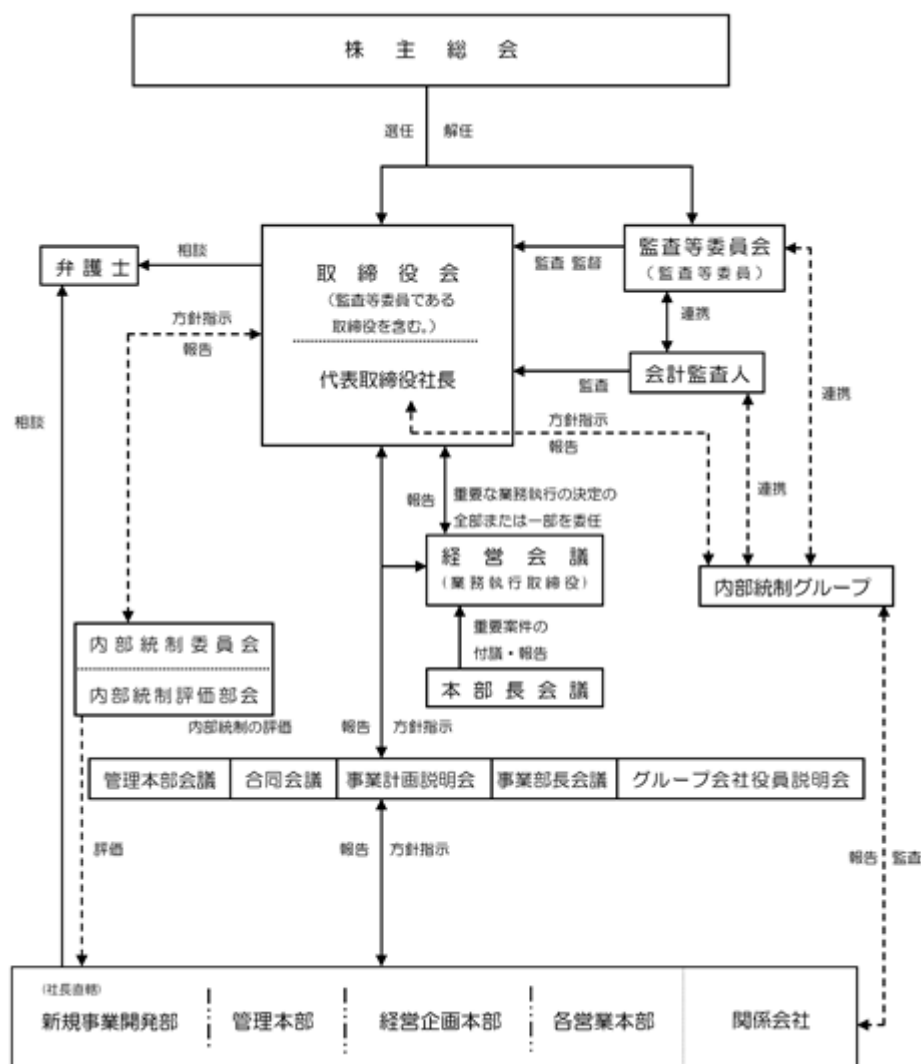 株主総会
選任 解任
弁護士
相談
取締役会
(監査等委員である
取締役を含む。)
代表取締役社長
監査 監督
監査等委員会
(監査等委員)
連携
会計監査人
監査
方針指示
報告
方針指示
報告
相談
連携
連携
報告
重要な業務執行の決定の
全部または一部を委任
経営会議
(業務執行取締役)
内部統制グループ
重要案件の
付議・報告
本部長会議
内部統制委員会
内部統制評価部会
内部統制の評価
報告 方針指示
管理本部会議 合同会議 事業計画説明会 事業部長会議 グループ会社役員説明会
評価
報告 方針指示
報告 監査
(社長直轄)
新規事業開発部 管理本部 経営企画本部 各営業本部 関係会社